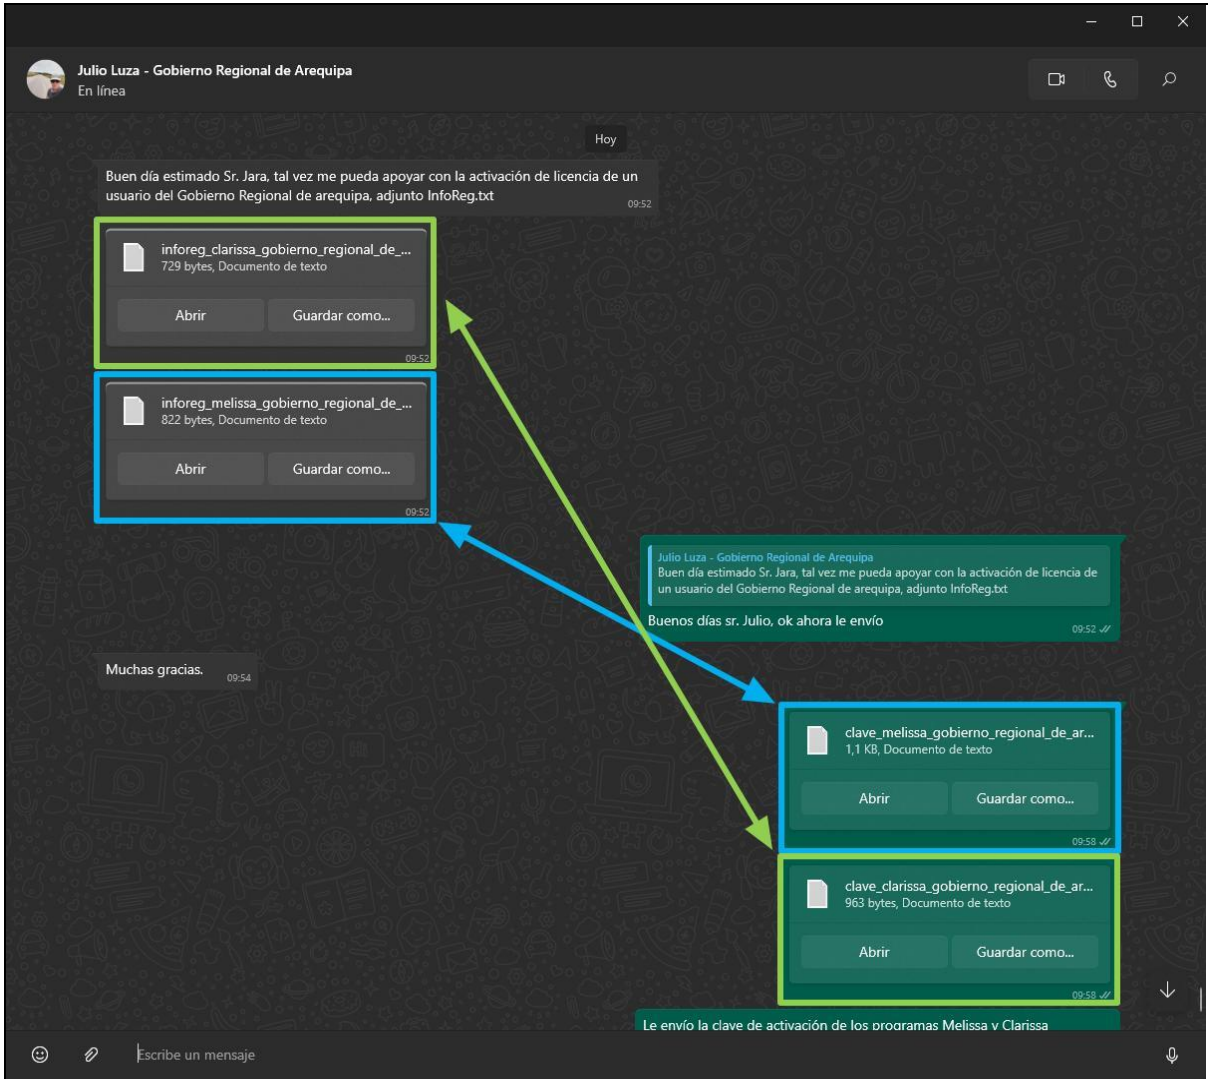 Julio Luza - Gobierno Regional de Arequipa
En línea
Hoy
Buen día estimado Sr. Jara, tal vez me pueda apoyar con la activación de licencia de un
usuario del Gobierno Regional de arequipa, adjunto InfoReg.txt
09:52
inforeg_clarissa_gobierno_regional_de_...
729 bytes, Documento de texto
Abrir Guardar como...
09:52
inforeg_melissa_gobierno_regional_de_...
822 bytes, Documento de texto
Abrir Guardar como...
09:52
Julio Luza - Gobierno Regional de Arequipa
Buen día estimado Sr. Jara, tal vez me pueda apoyar con la activación de licencia de
un usuario del Gobierno Regional de arequipa, adjunto InfoReg.txt
Buenos días sr. Julio, ok ahora le envío
09:52
Muchas gracias.
09:54
clave_melissa_gobierno_regional_de_ar...
1,1 KB, Documento de texto
Abrir Guardar como...
09:58
clave_clarissa_gobierno_regional_de_ar...
963 bytes, Documento de texto
Abrir Guardar como...
09:58
Le envío la clave de activación de los programas Melissa y Clarissa
Escribe un mensaje